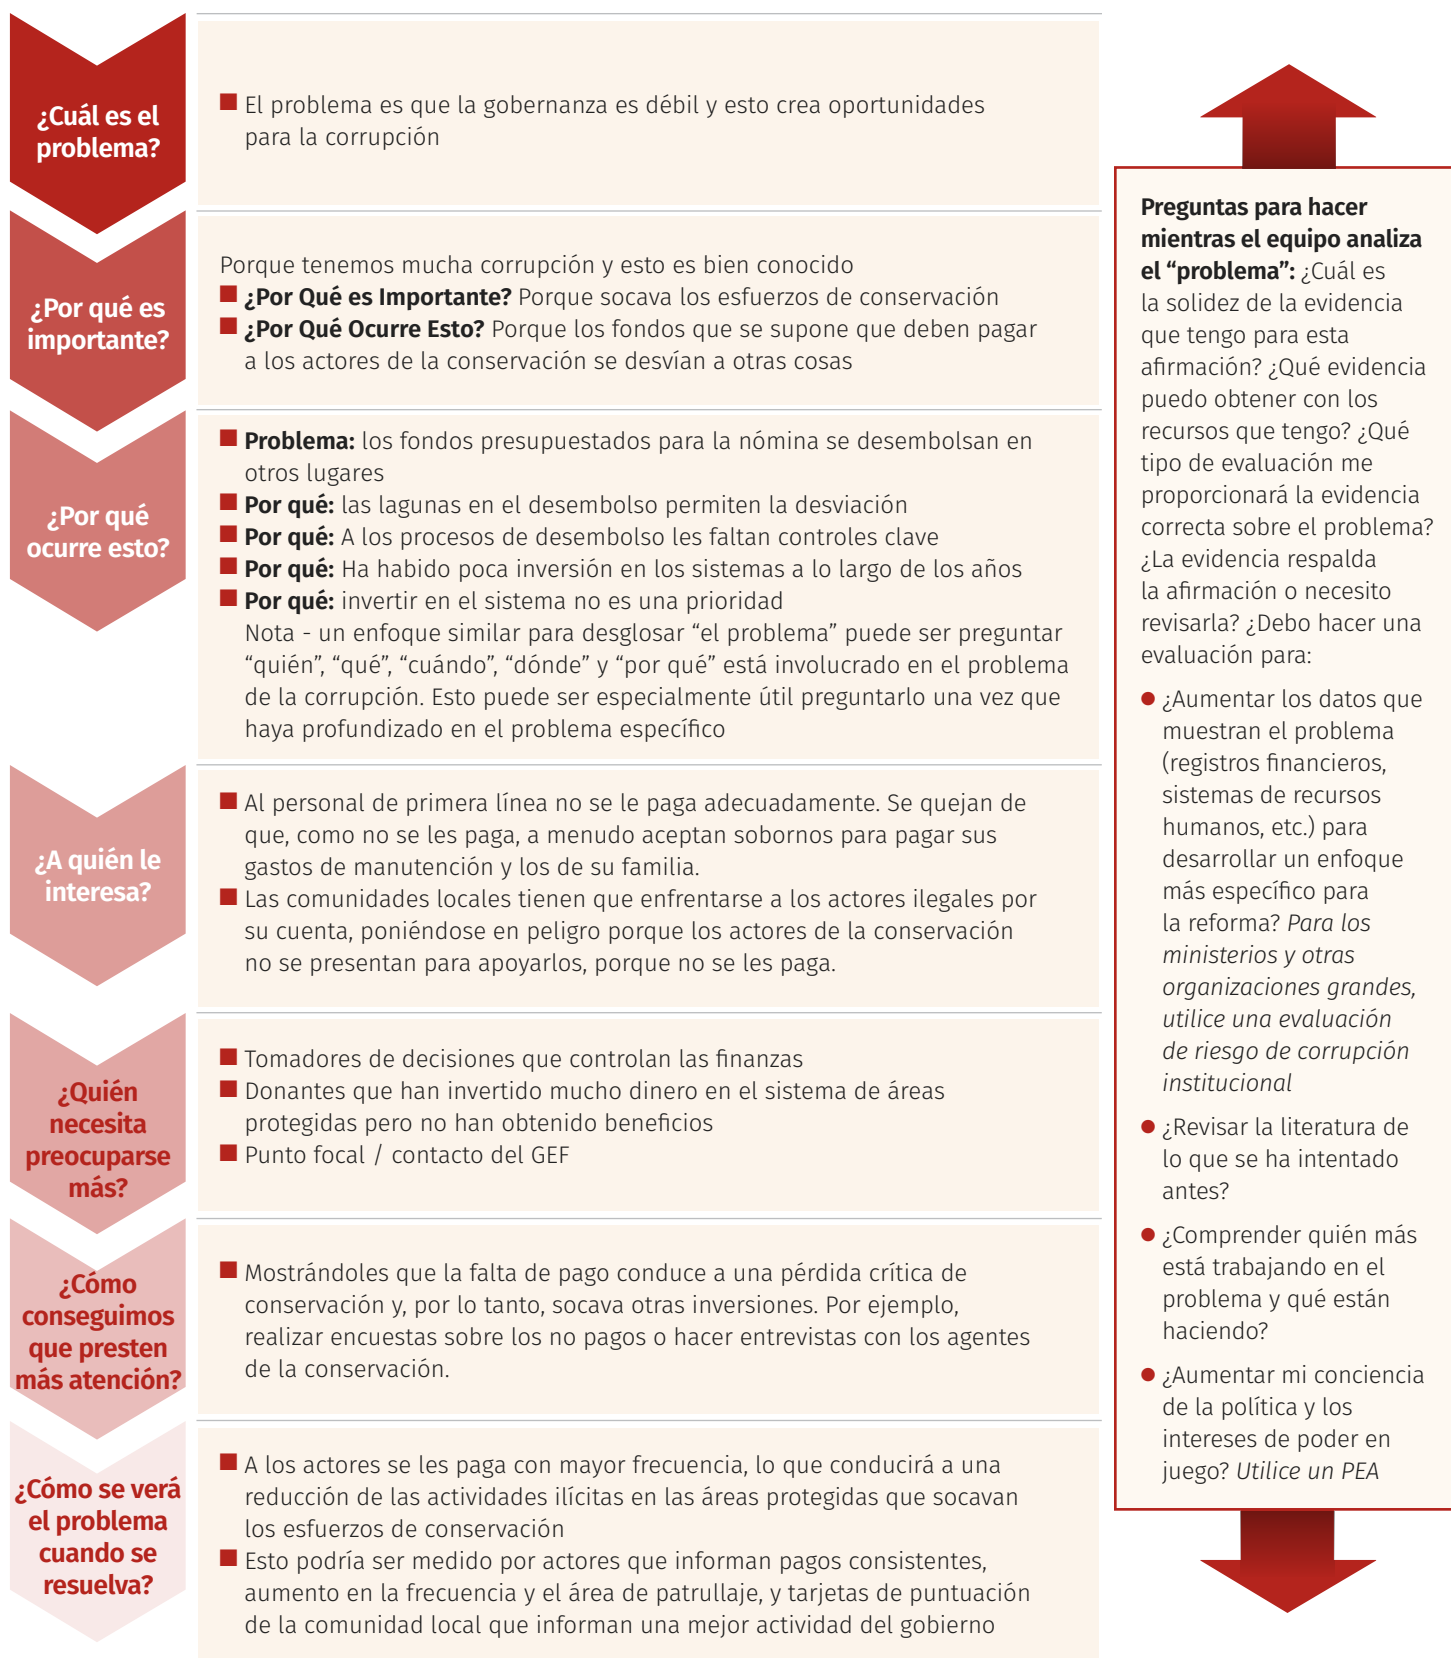 ¿Cuál es el
problema?
■ El problema es que la gobernanza es débil y esto crea oportunidades
para la corrupción
¿Por qué es
importante?
Porque tenemos mucha corrupción y esto es bien conocido
■ ¿Por Qué es Importante? Porque socava los esfuerzos de conservación
■ ¿Por Qué Ocurre Esto? Porque los fondos que se supone que deben pagar
a los actores de la conservación se desvían a otras cosas
¿Por qué
ocurre esto?
■ Problema: los fondos presupuestados para la nómina se desembolsan en
otros lugares
■ Por qué: las lagunas en el desembolso permiten la desviación
■ Por qué: A los procesos de desembolso les faltan controles clave
■ Por qué: Ha habido poca inversión en los sistemas a lo largo de los años
■ Por qué: invertir en el sistema no es una prioridad
Nota - un enfoque similar para desglosar “el problema” puede ser preguntar
“quién”, “qué”, “cuándo”, “dónde” y “por qué” está involucrado en el problema
de la corrupción. Esto puede ser especialmente útil preguntarlo una vez que
haya profundizado en el problema específico
¿A quién le
interesa?
■ Al personal de primera línea no se le paga adecuadamente. Se quejan de
que, como no se les paga, a menudo aceptan sobornos para pagar sus
gastos de manutención y los de su familia.
■ Las comunidades locales tienen que enfrentarse a los actores ilegales por
su cuenta, poniéndose en peligro porque los actores de la conservación
no se presentan para apoyarlos, porque no se les paga.
¿Quién
necesita
preocuparse
más?
■ Tomadores de decisiones que controlan las finanzas
■ Donantes que han invertido mucho dinero en el sistema de áreas
protegidas pero no han obtenido beneficios
■ Punto focal / contacto del GEF
¿Cómo
conseguimos
que presten
más atención?
■ Mostrándoles que la falta de pago conduce a una pérdida crítica de
conservación y, por lo tanto, socava otras inversiones. Por ejemplo,
realizar encuestas sobre los no pagos o hacer entrevistas con los agentes
de la conservación.
¿Cómo se verá
el problema
cuando se
resuelva?
■ A los actores se les paga con mayor frecuencia, lo que conducirá a una
reducción de las actividades ilícitas en las áreas protegidas que socavan
los esfuerzos de conservación
■ Esto podría ser medido por actores que informan pagos consistentes,
aumento en la frecuencia y el área de patrullaje, y tarjetas de puntuación
de la comunidad local que informan una mejor actividad del gobierno
Preguntas para hacer
mientras el equipo analiza
el “problema”: ¿Cuál es
la solidez de la evidencia
que tengo para esta
afirmación? ¿Qué evidencia
puedo obtener con los
recursos que tengo? ¿Qué
tipo de evaluación me
proporcionará la evidencia
correcta sobre el problema?
¿La evidencia respalda
la afirmación o necesito
revisarla? ¿Debo hacer una
evaluación para:
● ¿Aumentar los datos que
muestran el problema
(registros financieros,
sistemas de recursos
humanos, etc.) para
desarrollar un enfoque
más específico para
la reforma? Para los
ministerios y otras
organizaciones grandes,
utilice una evaluación
de riesgo de corrupción
institucional
● ¿Revisar la literatura de
lo que se ha intentado
antes?
● ¿Comprender quién más
está trabajando en el
problema y qué están
haciendo?
● ¿Aumentar mi conciencia
de la política y los
intereses de poder en
juego? Utilice un PEA